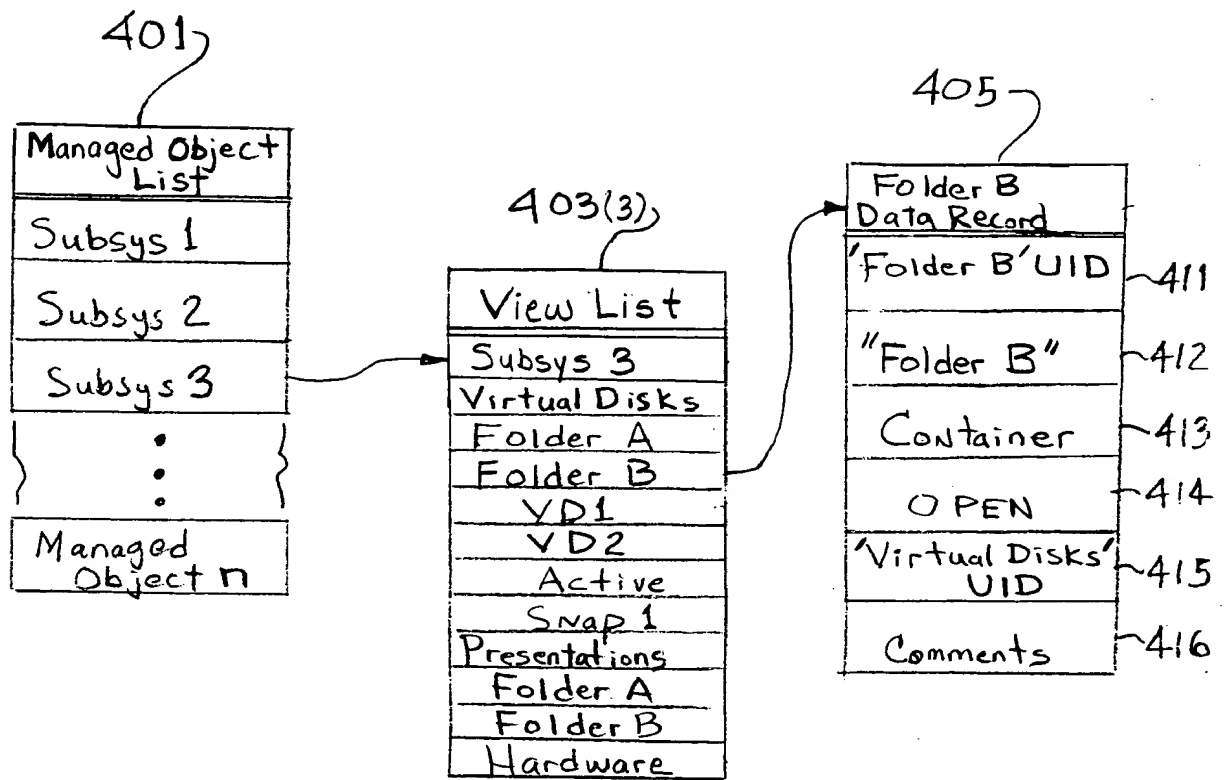 401
Managed Object
List
Subsys 1
Subsys 2
Subsys 3
Managed
Object n
403(3)
View List
Subsys 3
Virtual Disks
Folder A
Folder B
VD1
VD2
Active
Snap 1
Presentations
Folder A
Folder B
Hardware
405
Folder B
Data Record
'Folder B' UID
411
"Folder B"
412
Container
413
OPEN
414
'Virtual Disks'
UID
415
Comments
416